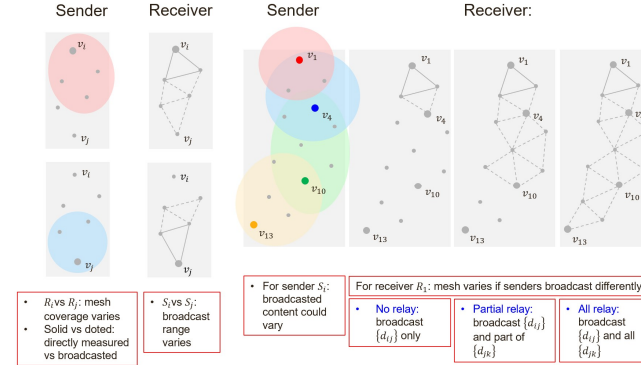 Sender
Receiver
Sender
Receiver:
v_i
v_j
v_i
v_j
v_i
v_j
v_i
v_j
v_1
v_4
v_10
v_13
v_1
v_4
v_10
v_13
v_1
v_4
v_10
v_13
v_1
v_10
v_13
• R_i vs R_j: mesh
coverage varies
• Solid vs doted:
directly measured
vs broadcasted
• S_i vs S_j:
broadcast
range
varies
• For sender S_i:
broadcasted
content could
vary
For receiver R_1: mesh varies if senders broadcast differently
• No relay:
broadcast
{d_ij} only
• Partial relay:
broadcast {d_ij}
and part of
{d_jk}
• All relay:
broadcast
{d_ij} and all
{d_jk}